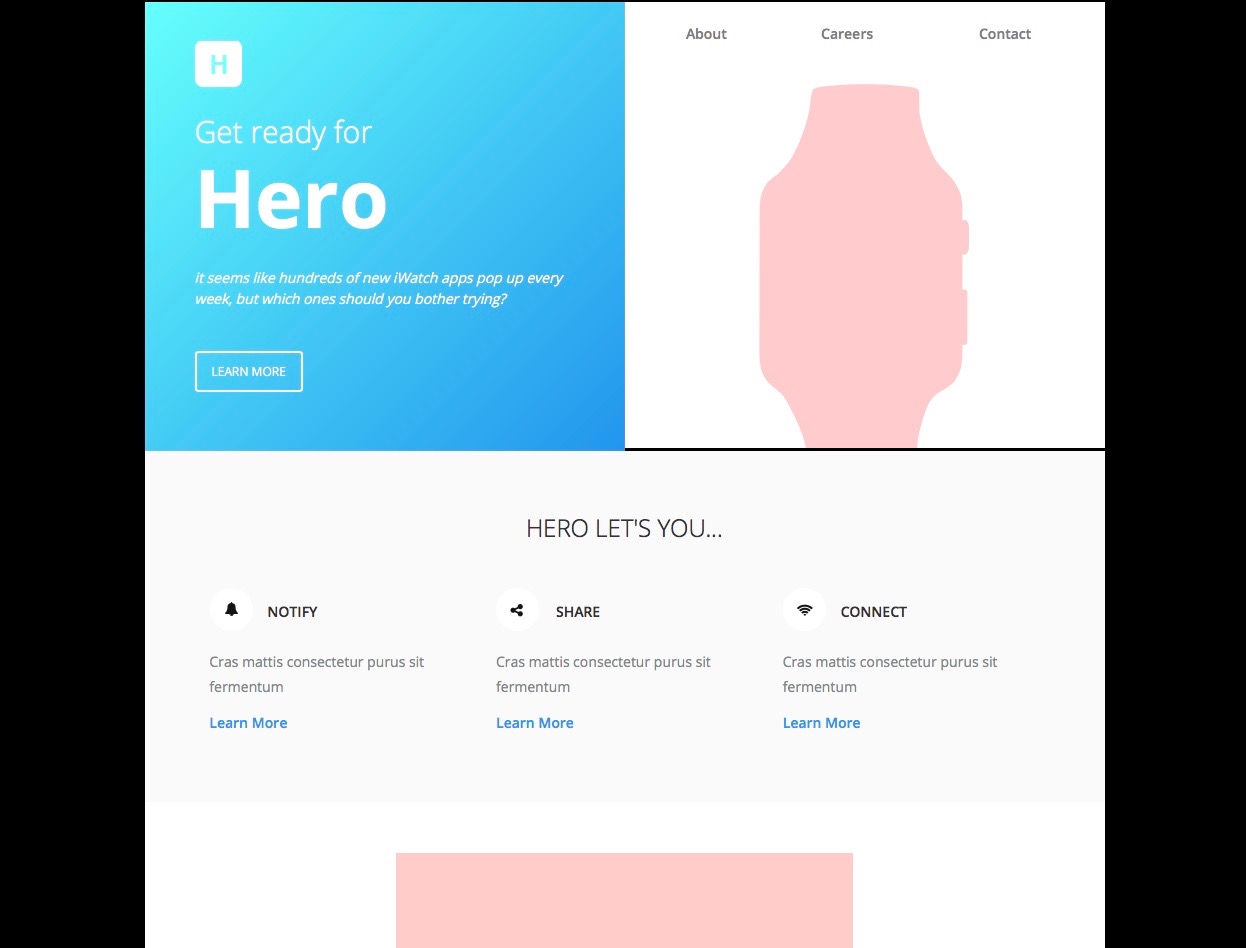 H
About Careers Contact
Get ready for
Hero
it seems like hundreds of new iWatch apps pop up every
week, but which ones should you bother trying?
LEARN MORE
HERO LET'S YOU...
NOTIFY
Cras mattis consectetur purus sit
fermentum
Learn More
SHARE
Cras mattis consectetur purus sit
fermentum
Learn More
CONNECT
Cras mattis consectetur purus sit
fermentum
Learn More